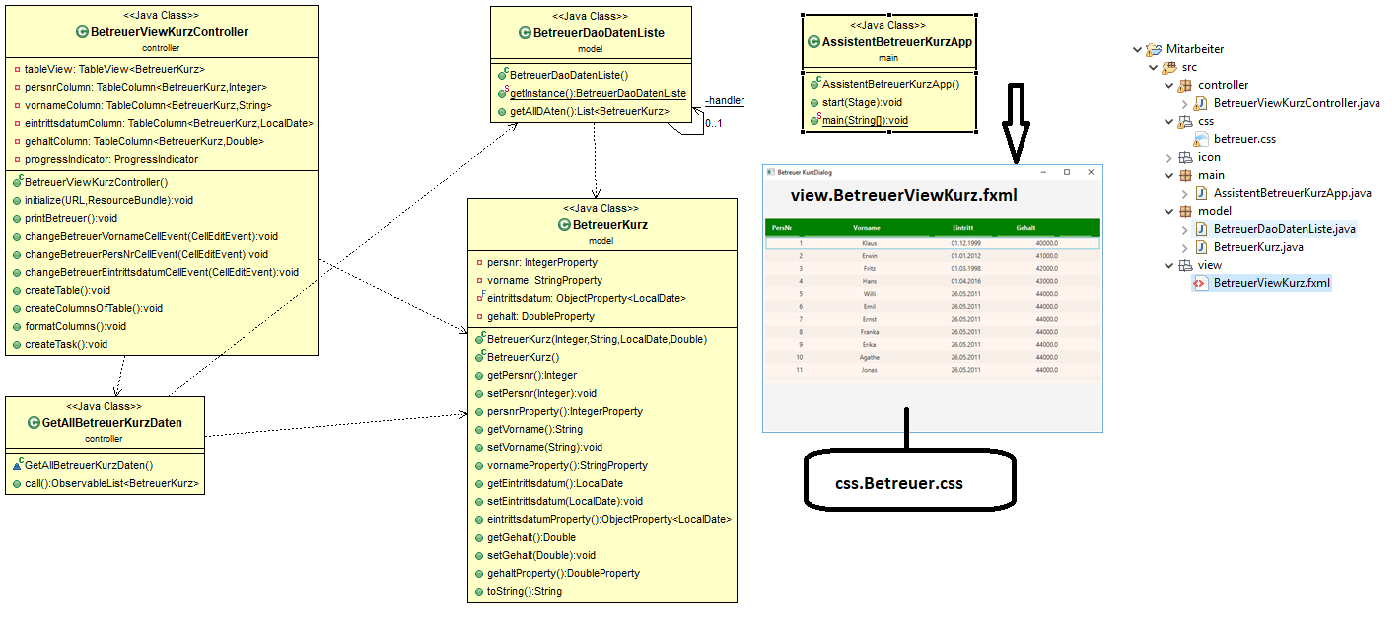 <<Java Class>>
BetreuerViewKurzController
controller
tableView: TableView<BetreuerKurz>
persnrColumn: TableColumn<BetreuerKurz,Integer>
vornameColumn: TableColumn<BetreuerKurz,String>
eintrittsdatumColumn: TableColumn<BetreuerKurz,LocalDate>
gehaltColumn: TableColumn<BetreuerKurz,Double>
progressIndicator: ProgressIndicator
BetreuerViewKurzController()
initialize(URL,ResourceBundle):void
printBetreuer():void
changeBetreuerVornameCellEvent(CellEditEvent):void
changeBetreuerPersNrCellEvent(CellEditEvent):void
changeBetreuerEintrittsdatumCellEvent(CellEditEvent):void
createTable():void
createColumnsOfTable():void
formatColumns():void
createTask():void
<<Java Class>>
GetAllBetreuerKurzDaten
controller
GetAllBetreuerKurzDaten()
call():ObservableList<BetreuerKurz>
<<Java Class>>
BetreuerDaoDatenListe
model
BetreuerDaoDatenListe()
getInstance():BetreuerDaoDatenListe
getAllDAten():List<BetreuerKurz>
-handler
0..1
<<Java Class>>
BetreuerKurz
model
persnr: IntegerProperty
vorname: StringProperty
eintrittsdatum: ObjectProperty<LocalDate>
gehalt: DoubleProperty
BetreuerKurz(Integer,String,LocalDate,Double)
BetreuerKurz()
getPersnr():Integer
setPersnr(Integer):void
persnrProperty():IntegerProperty
getVorname():String
setVorname(String):void
vornameProperty():StringProperty
getEintrittsdatum():LocalDate
setEintrittsdatum(LocalDate):void
eintrittsdatumProperty():ObjectProperty<LocalDate>
getGehalt():Double
setGehalt(Double):void
gehaltProperty():DoubleProperty
toString():String
<<Java Class>>
AssistentBetreuerKurzApp
main
AssistentBetreuerKurzApp()
start(Stage):void
main(String[]):void
Betreuer KurzDialog
view.BetreuerViewKurz.fxml
PersNr Vorname Eintritt Gehalt
1 Klaus 01.12.1999 40000.0
2 Erwin 01.01.2012 41000.0
3 Fritz 01.03.1998 42000.0
4 Hans 01.04.2016 43000.0
5 Willi 26.05.2011 44000.0
6 Emil 26.05.2011 44000.0
7 Ernst 26.05.2011 44000.0
8 Franka 26.05.2011 44000.0
9 Erika 26.05.2011 44000.0
10 Agathe 26.05.2011 44000.0
11 Jonas 26.05.2011 44000.0
css.Betreuer.css
Mitarbeiter
src
controller
BetreuerViewKurzController.java
css
betreuer.css
icon
main
AssistentBetreuerKurzApp.java
model
BetreuerDaoDatenListe.java
BetreuerKurz.java
view
BetreuerViewKurz.fxml